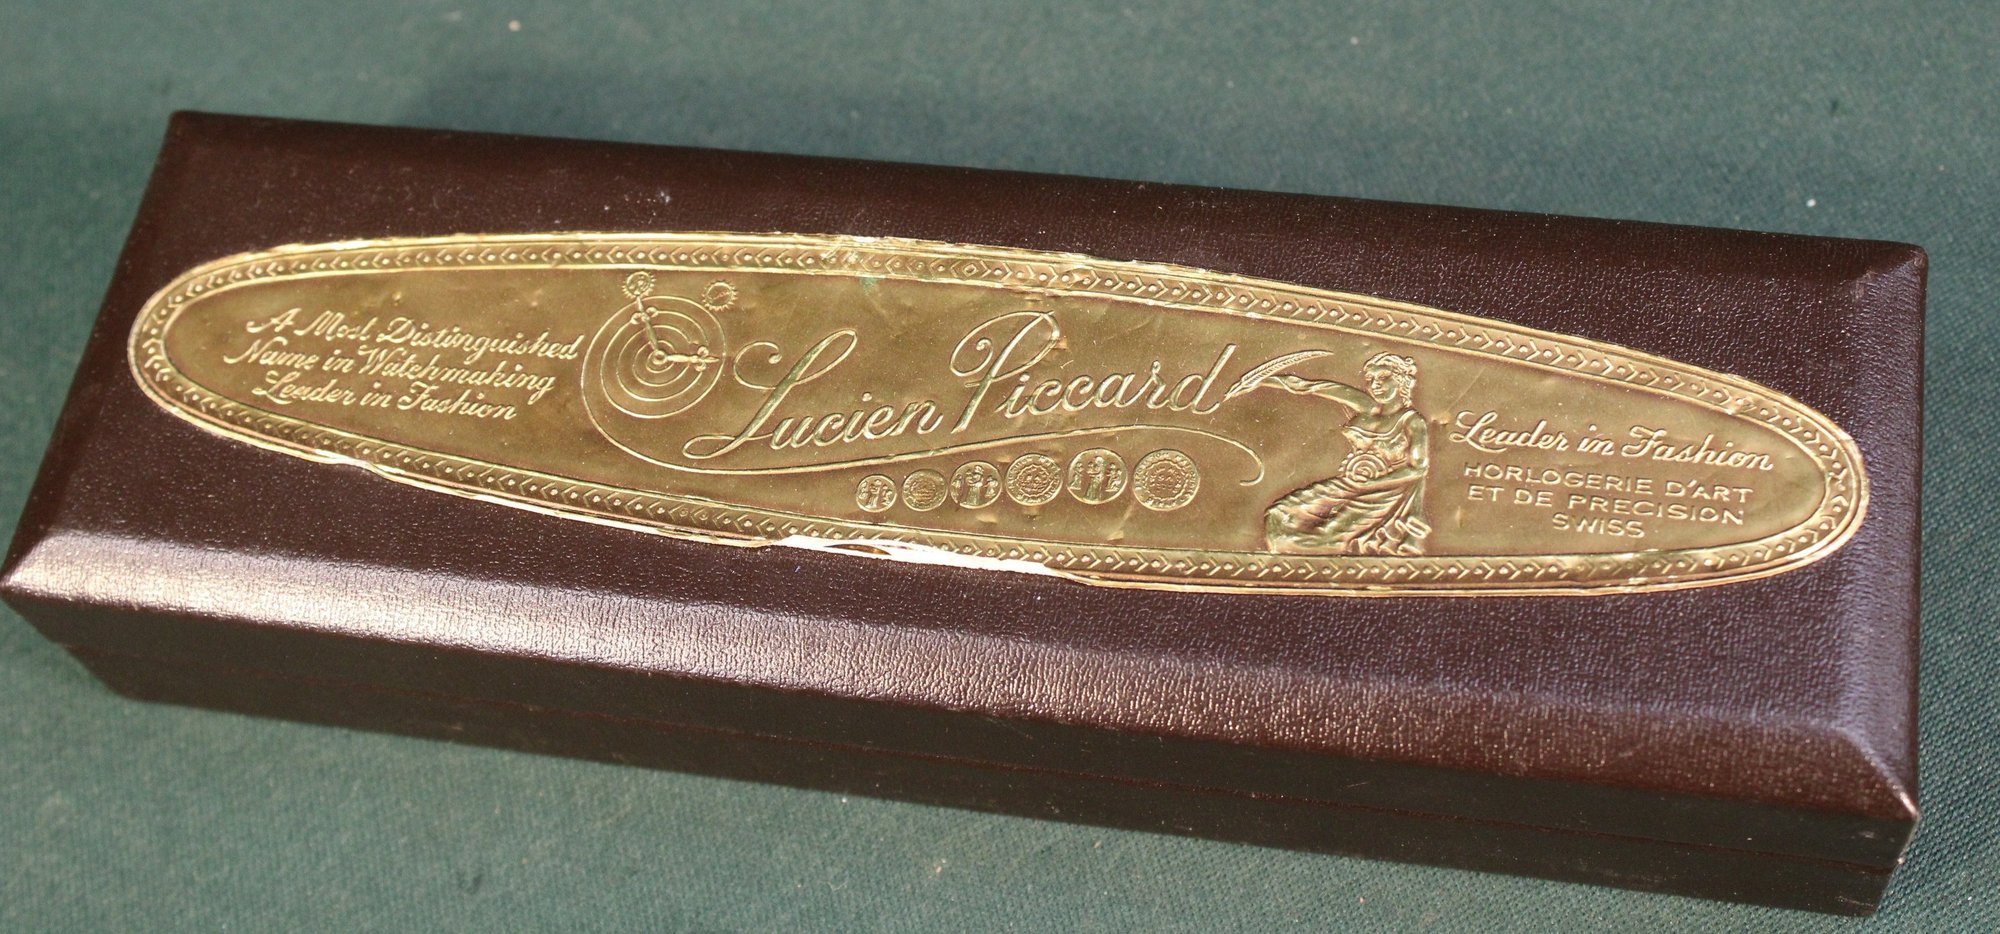 A Most Distinguished
Name in Watchmaking
Leader in Fashion
Lucien Piccard
Leader in Fashion
HORLOGERIE D'ART
ET DE PRECISION
SWISS